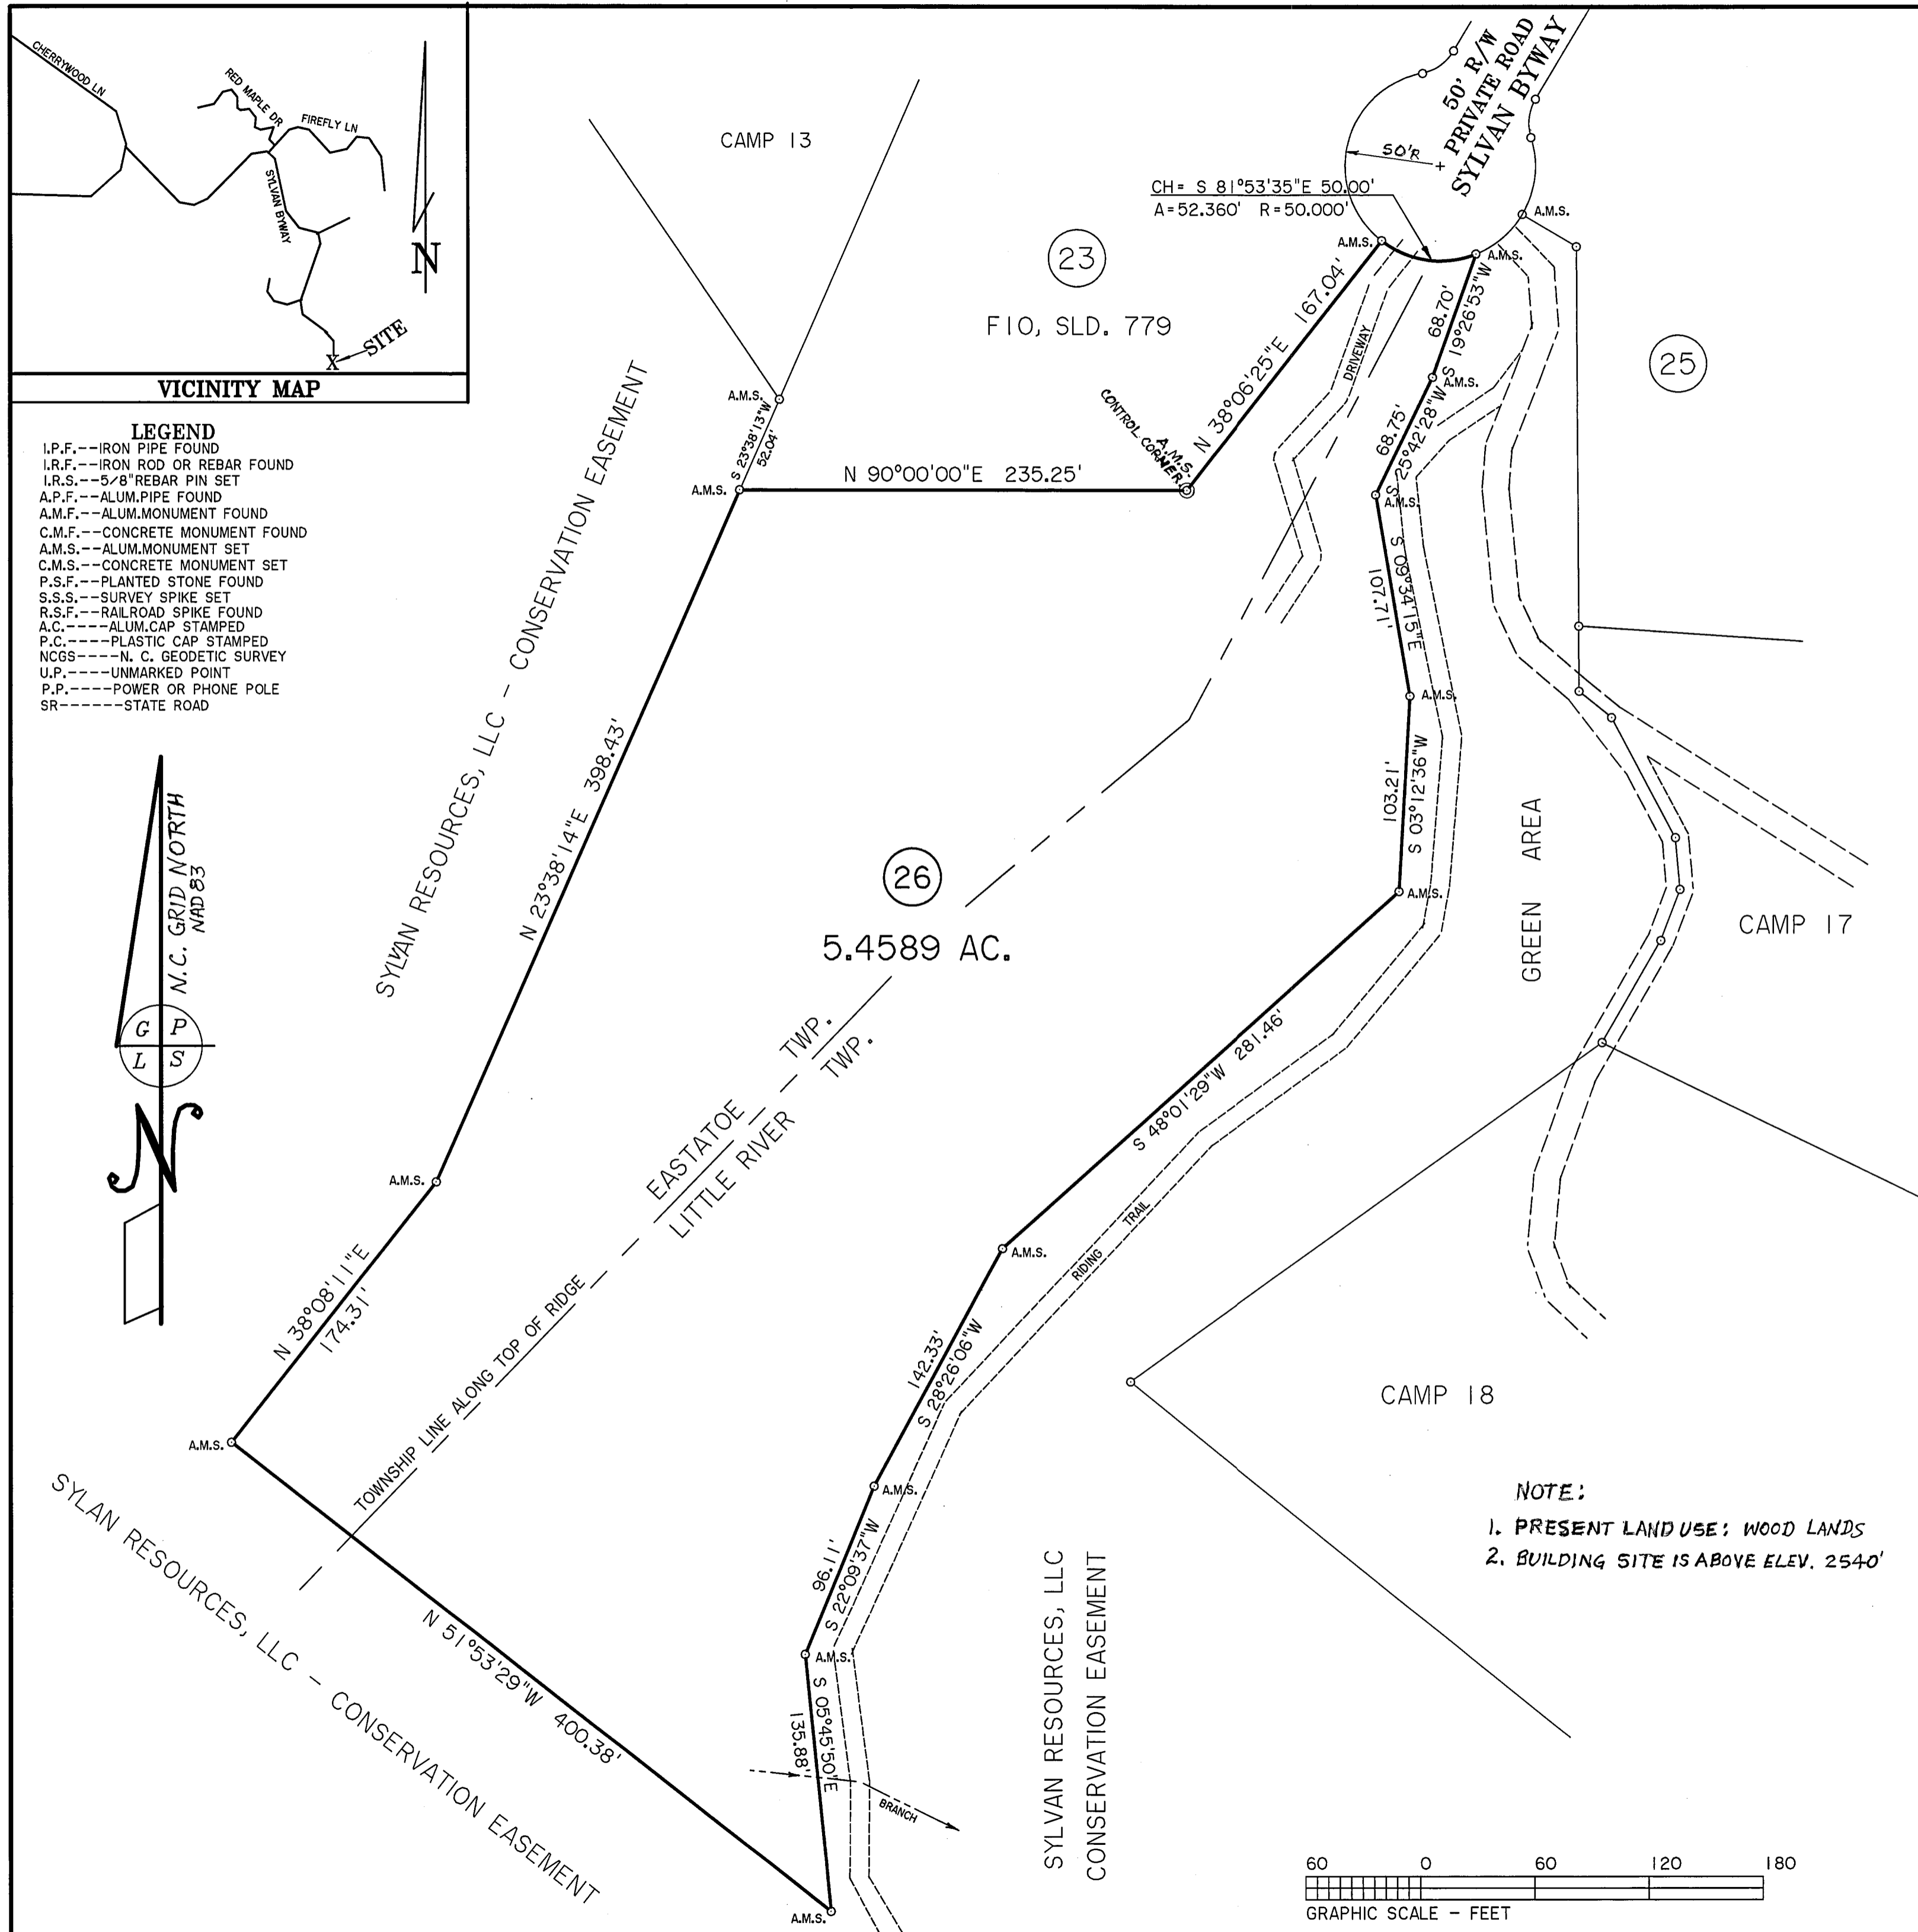 CHERRYWOOD LN
RED MAPLE DR
FIREFLY LN
SYLVAN BYWAY
N
X
SITE
VICINITY MAP
LEGEND
I.P.F.--IRON PIPE FOUND
I.R.F.--IRON ROD OR REBAR FOUND
I.R.S.--5/8"REBAR PIN SET
A.P.F.--ALUM.PIPE FOUND
A.M.F.--ALUM.MONUMENT FOUND
C.M.F.--CONCRETE MONUMENT FOUND
A.M.S.--ALUM.MONUMENT SET
C.M.S.--CONCRETE MONUMENT SET
P.S.F.--PLANTED STONE FOUND
S.S.S.--SURVEY SPIKE SET
R.S.F.--RAILROAD SPIKE FOUND
A.C.----ALUM.CAP STAMPED
P.C.----PLASTIC CAP STAMPED
NCGS----N. C. GEODETIC SURVEY
U.P.----UNMARKED POINT
P.P.----POWER OR PHONE POLE
SR------STATE ROAD
N.C. GRID NORTH
NAD 83
G P
L S
N
CAMP 13
50' R/W
PRIVATE ROAD
SYLVAN BYWAY
50'R
CH= S 81°53'35"E 50.00'
A=52.360' R=50.000'
A.M.S.
A.M.S.
A.M.S.
23
F10, SLD. 779
25
N 38°06'25"E 167.04'
DRIVEWAY
68.70'
S 19°26'53"W
A.M.S.
68.75'
S 25°42'28"W
A.M.S.
CONTROL CORNER
A.M.S.
A.M.S.
S 23°38'13"W
52.04'
A.M.S.
N 90°00'00"E 235.25'
SYLVAN RESOURCES, LLC - CONSERVATION EASEMENT
N 23°38'14"E 398.43'
S 09°34'15"E
107.71'
A.M.S.
103.21'
S 03°12'36"W
A.M.S.
GREEN AREA
CAMP 17
26
5.4589 AC.
EASTATOE TWP.
LITTLE RIVER TWP.
S 48°01'29"W 281.46'
A.M.S.
RIDING TRAIL
A.M.S.
N 38°08'11"E
174.31'
A.M.S.
TOWNSHIP LINE ALONG TOP OF RIDGE
142.33'
S 28°26'06"W
A.M.S.
CAMP 18
NOTE:
1. PRESENT LAND USE: WOOD LANDS
2. BUILDING SITE IS ABOVE ELEV. 2540'
SYLAN RESOURCES, LLC - CONSERVATION EASEMENT
N 51°53'29"W 400.38'
96.11'
S 22°09'37"W
A.M.S.
S 05°45'50"E
135.88'
BRANCH
A.M.S.
SYLVAN RESOURCES, LLC
CONSERVATION EASEMENT
60 0 60 120 180
GRAPHIC SCALE - FEET